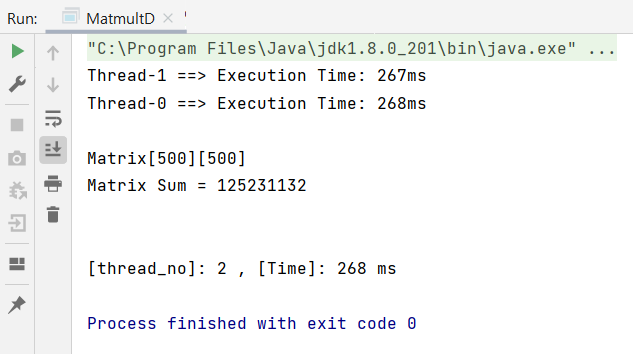 Run: MatmultD
"C:\Program Files\Java\jdk1.8.0_201\bin\java.exe" ...
Thread-1 ==> Execution Time: 267ms
Thread-0 ==> Execution Time: 268ms
Matrix[500][500]
Matrix Sum = 125231132
[thread_no]: 2 , [Time]: 268 ms
Process finished with exit code 0